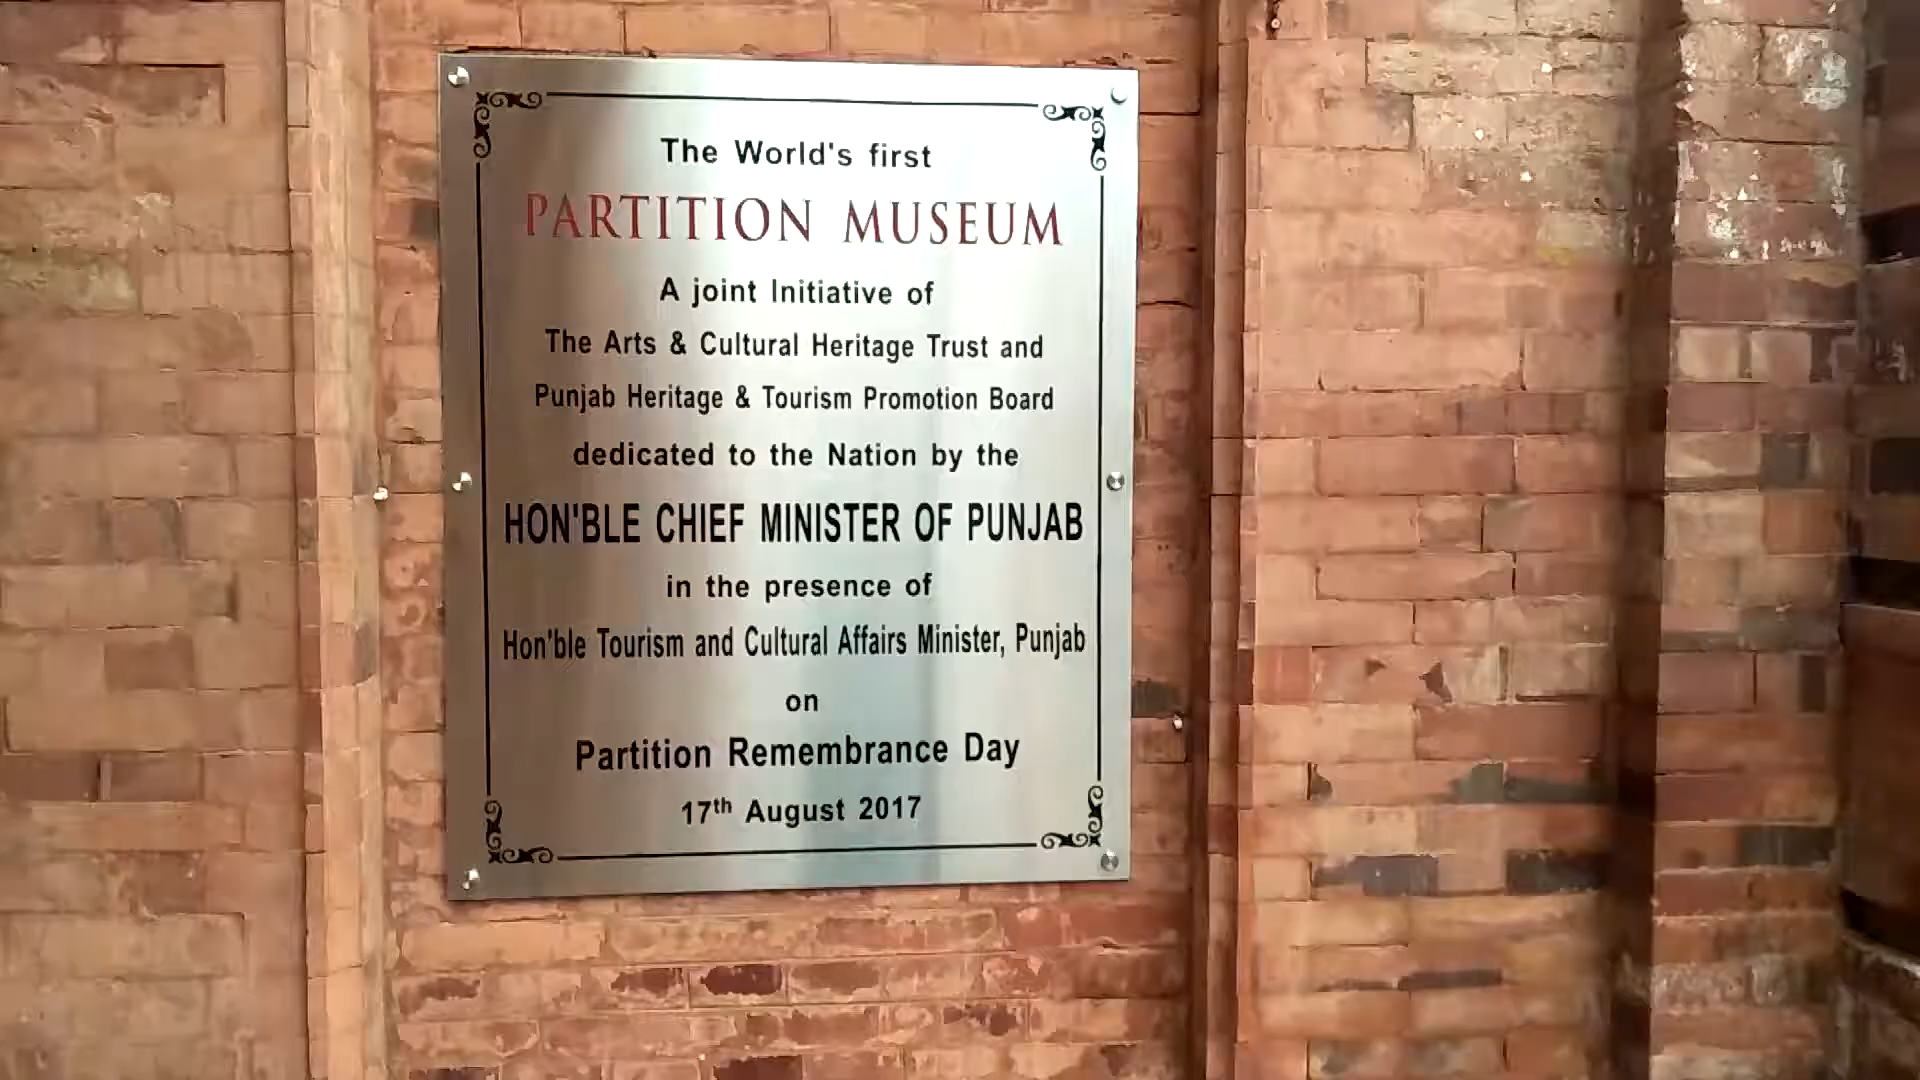 The World's first
PARTITION MUSEUM
A joint Initiative of
The Arts & Cultural Heritage Trust and
Punjab Heritage & Tourism Promotion Board
dedicated to the Nation by the
HON'BLE CHIEF MINISTER OF PUNJAB
in the presence of
Hon'ble Tourism and Cultural Affairs Minister, Punjab
on
Partition Remembrance Day
17th August 2017